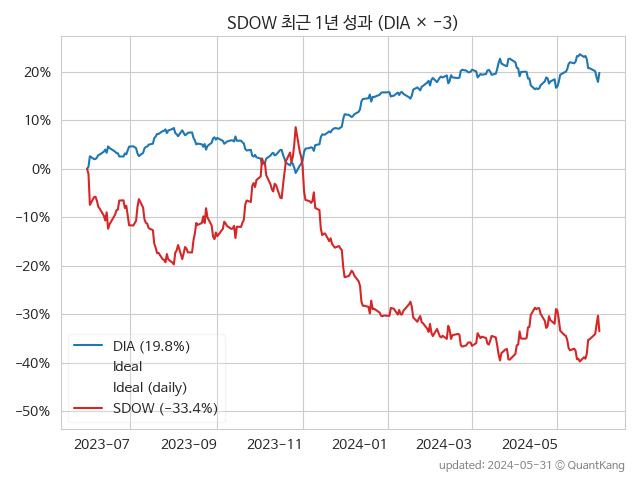 SDOW 최근 1년 성과 (DIA × −3)
20%
10%
0%
−10%
−20%
−30%
−40%
−50%
DIA (19.8%)
Ideal
Ideal (daily)
SDOW (−33.4%)
2023-07
2023-09
2023-11
2024-01
2024-03
2024-05
updated: 2024-05-31 © QuantKang